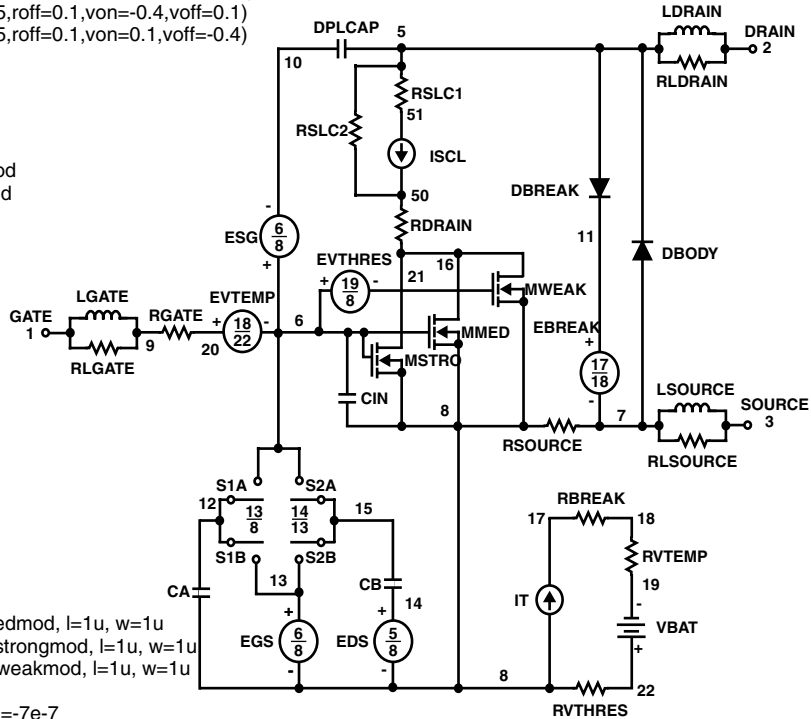 5,roff=0.1,von=-0.4,voff=0.1)
5,roff=0.1,von=0.1,voff=-0.4)
DPLCAP
5
LDRAIN
DRAIN
2
10
RLDRAIN
RSLC1
51
RSLC2
ISCL
od
d
50
DBREAK
RDRAIN
11
ESG
6
8
-
+
EVTHRES
+
19
8
-
21
16
DBODY
MWEAK
LGATE
GATE
1
RLGATE
9
RGATE
20
EVTEMP
+
18
22
-
6
MMED
MSTRO
EBREAK
+
17
18
-
CIN
8
RSOURCE
7
LSOURCE
SOURCE
3
RLSOURCE
S1A
S2A
12
13
8
14
13
15
S1B
S2B
13
CA
CB
14
+
EGS
6
8
-
+
EDS
5
8
-
8
17
RBREAK
18
RVTEMP
19
IT
-
VBAT
+
22
RVTHRES
edmod, l=1u, w=1u
strongmod, l=1u, w=1u
weakmod, l=1u, w=1u
=-7e-7